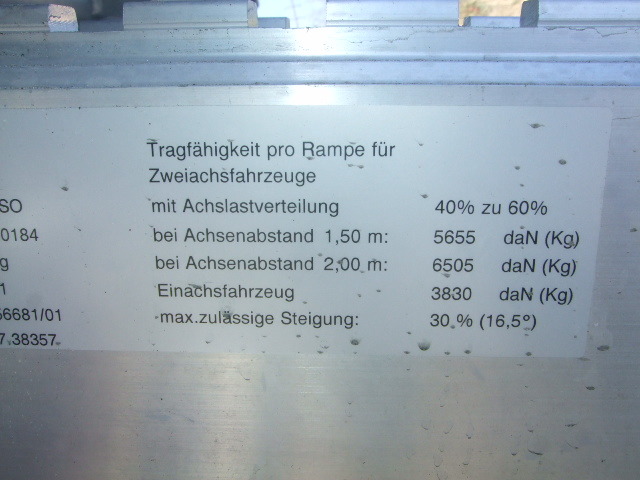 Tragfähigkeit pro Rampe für
Zweiachsfahrzeuge
SO mit Achslastverteilung 40% zu 60%
0184 bei Achsenabstand 1,50 m: 5655 daN (Kg)
g bei Achsenabstand 2,00 m: 6505 daN (Kg)
1 Einachsfahrzeug 3830 daN (Kg)
6681/01 max.zulässige Steigung: 30 % (16,5°)
7.38357